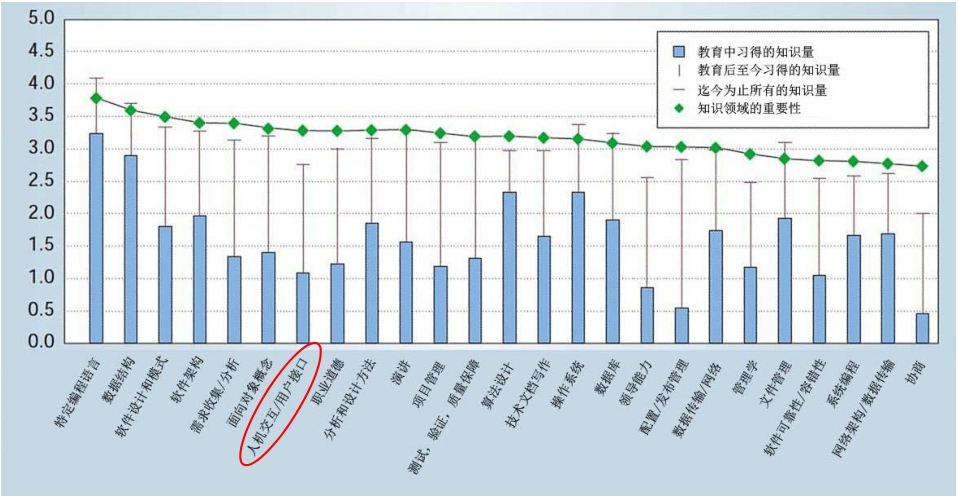 5.0
4.5
4.0
3.5
3.0
2.5
2.0
1.5
1.0
0.5
0.0
教育中习得的知识量
教育后至今习得的知识量
迄今为止所有的知识量
知识领域的重要性
特定编程语言
数据结构
软件设计和模式
软件架构
需求收集/分析
面向对象概念
人机交互/用户接口
职业道德
分析和设计方法
演讲
项目管理
测试，验证，质量保障
算法设计
技术文档写作
操作系统
数据库
领导能力
配置/发布管理
数据传输/网络
管理学
文件管理
软件可靠性/容错性
系统编程
网络架构/数据传输
协商